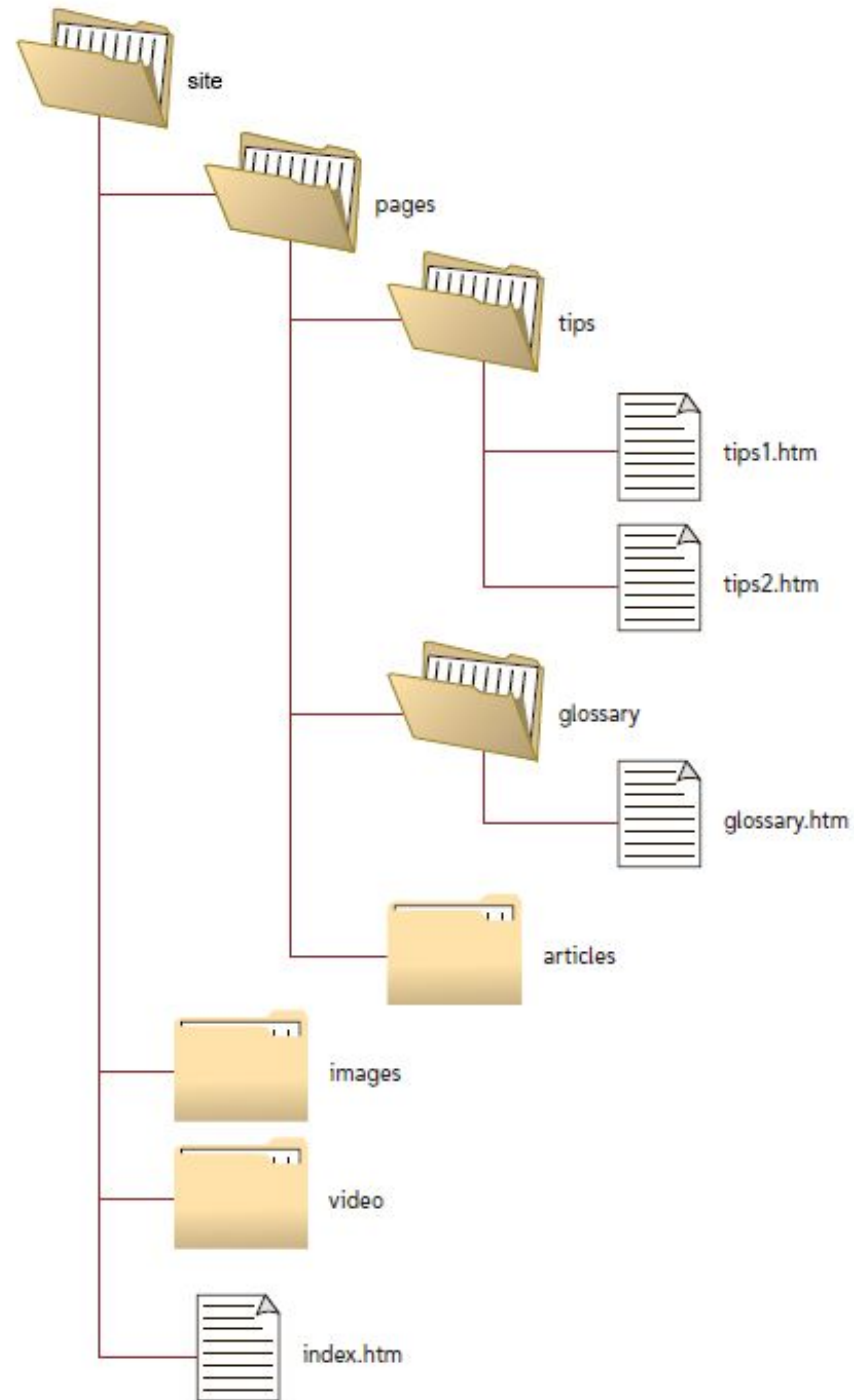 site
pages
tips
tips1.htm
tips2.htm
glossary
glossary.htm
articles
images
video
index.htm